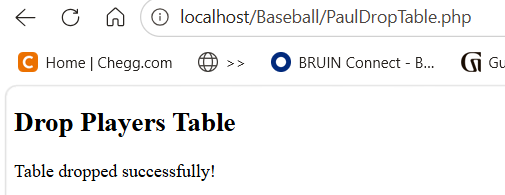 localhost/Baseball/PaulDropTable.php
Home | Chegg.com >> BRUIN Connect - B... Gu
Drop Players Table
Table dropped successfully!